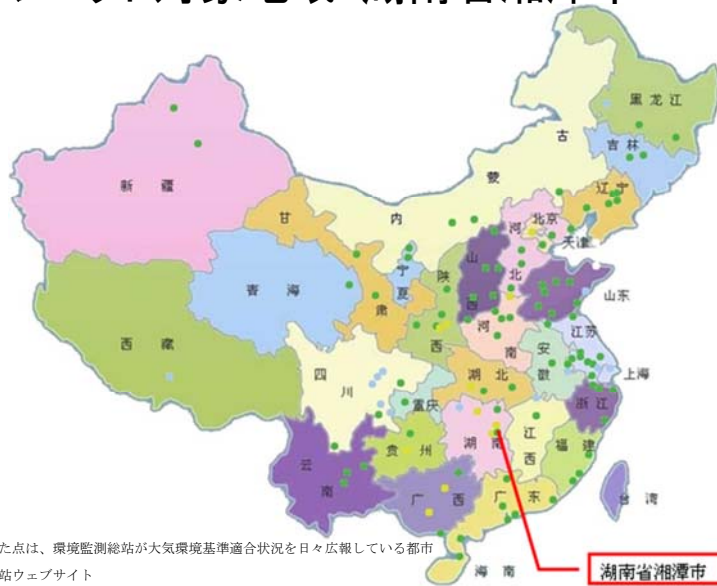 黑龙江
吉林
辽宁
古
蒙
内
新疆
甘
肃
北京
天津
河
北
山
西
山东
宁
夏
陕
西
青海
西藏
四
川
重庆
河
南
安
徽
江苏
上海
浙江
湖北
湖南
江
西
福建
贵州
云
南
广西
广东
台湾
海南
湖南省湘潭市
た点は、環境監測総站が大気環境基準適合状況を日々広報している都市
站ウェブサイト